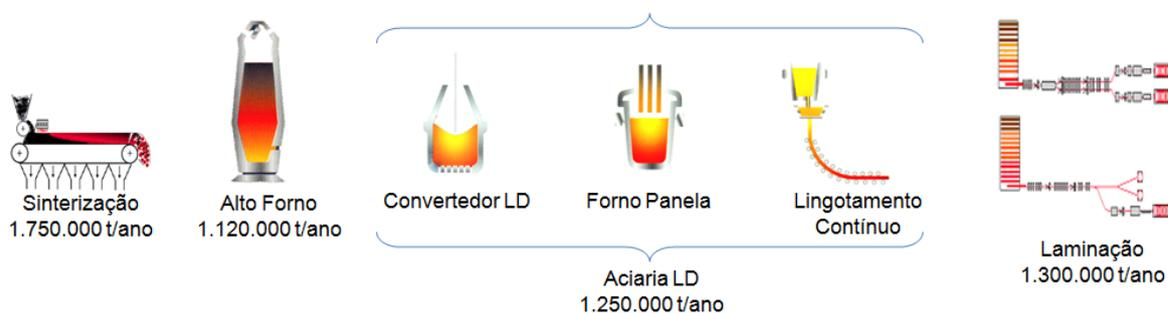 Sinterização
1.750.000 t/ano
Alto Forno
1.120.000 t/ano
Convertedor LD
Forno Panela
Lingotamento
Contínuo
Aciaria LD
1.250.000 t/ano
Laminação
1.300.000 t/ano